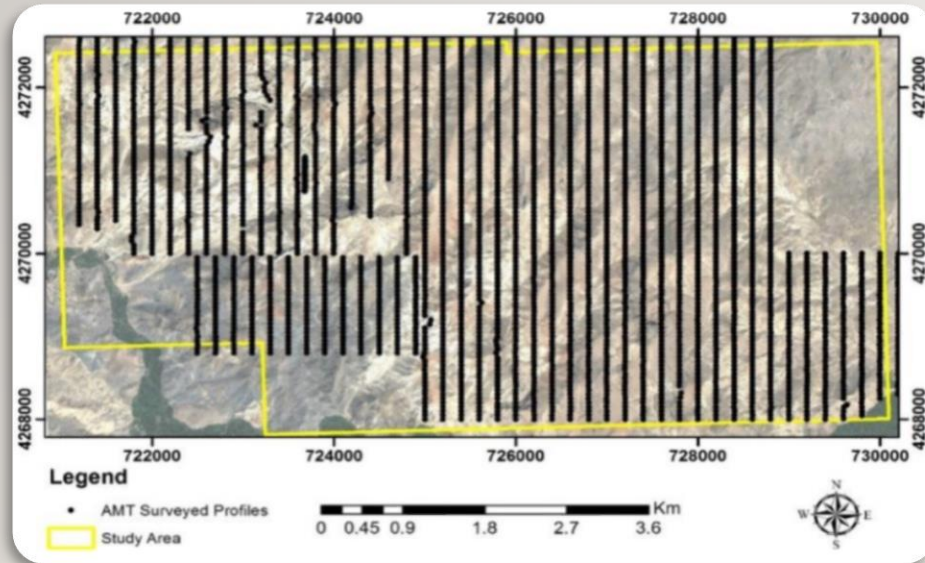 722000 724000 726000 728000 730000
4272000 4272000
4270000 4270000
4268000 4268000
722000 724000 726000 728000 730000
Legend
AMT Surveyed Profiles
Study Area
Km
0 0.45 0.9 1.8 2.7 3.6
N
W E
S